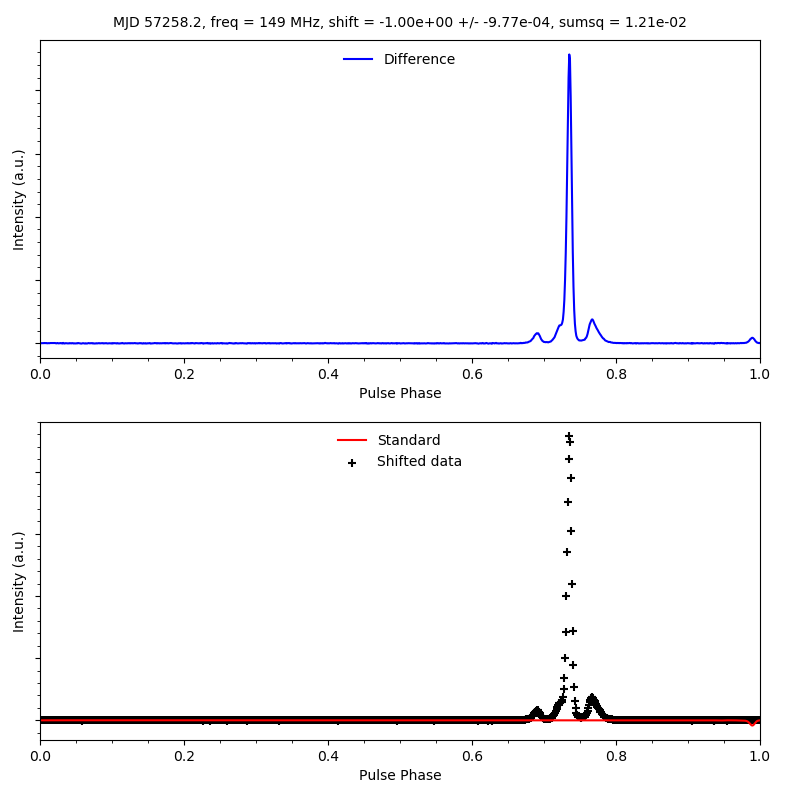 MJD 57258.2, freq = 149 MHz, shift = -1.00e+00 +/- -9.77e-04, sumsq = 1.21e-02
Difference
Intensity (a.u.)
0.0 0.2 0.4 0.6 0.8 1.0
Pulse Phase
Standard
Shifted data
Intensity (a.u.)
0.0 0.2 0.4 0.6 0.8 1.0
Pulse Phase